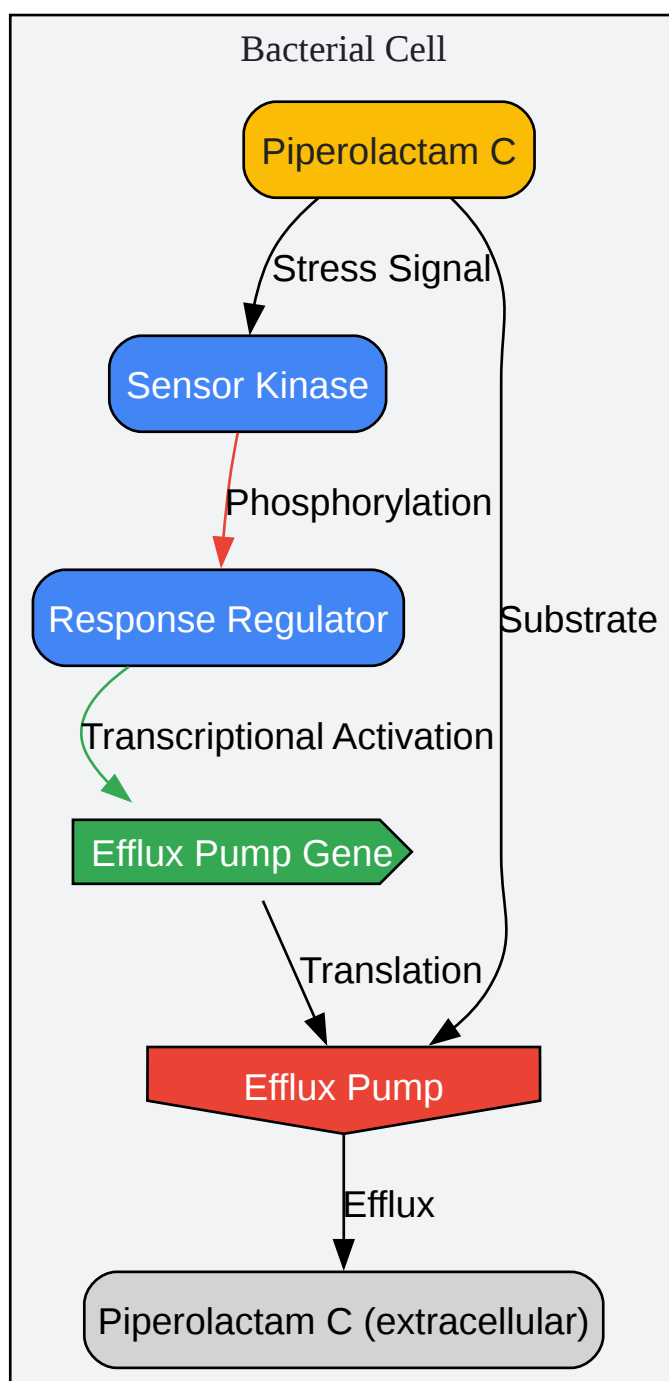 Bacterial Cell
Piperolactam C
Stress Signal
Sensor Kinase
Phosphorylation
Response Regulator
Substrate
Transcriptional Activation
Efflux Pump Gene
Translation
Efflux Pump
Efflux
Piperolactam C (extracellular)